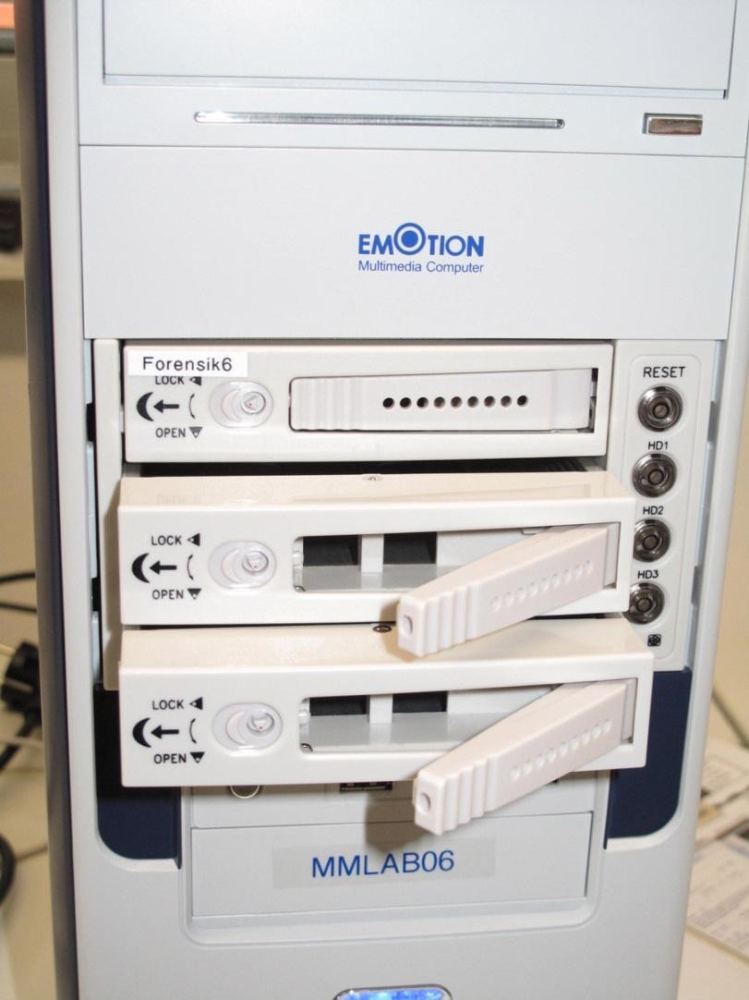 EMOTION
Multimedia Computer
Forensik6
LOCK
OPEN
RESET
HD1
HD2
HD3
LOCK
OPEN
LOCK
OPEN
MMLAB06